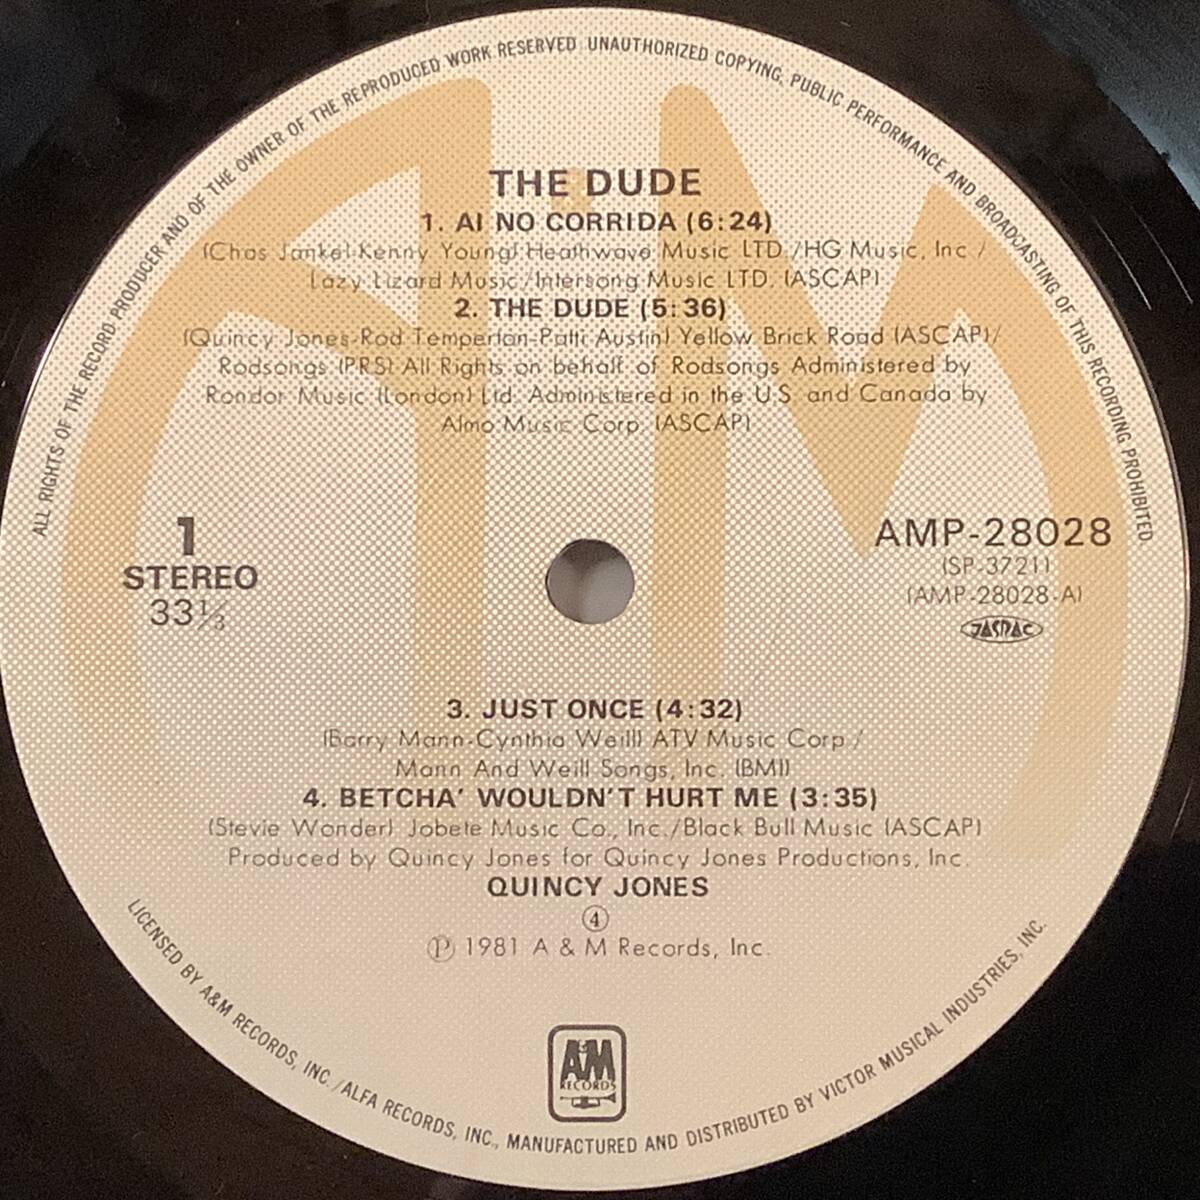 ALL RIGHTS OF THE RECORD PRODUCER AND OF THE OWNER OF THE REPRODUCED WORK RESERVED UNAUTHORIZED COPYING, PUBLIC PERFORMANCE AND BROADCASTING OF THIS RECORDING PROHIBITED.
THE DUDE
1. AI NO CORRIDA (6:24)
(Chas Jankel-Kenny Young) Heathwave Music LTD./HG Music, Inc./
Lazy Lizard Music/Intersong Music LTD. (ASCAP)
2. THE DUDE (5:36)
(Quincy Jones-Rod Temperton-Patti Austin) Yellow Brick Road (ASCAP)/
Rodsongs (PRS) All Rights on behalf of Rodsongs Administered by
Rondor Music (London) Ltd. Administered in the U.S. and Canada by
Almo Music Corp. (ASCAP)
1
STEREO
33⅓
AMP-28028
(SP-3721)
(AMP-28028-A)
JASRAC
3. JUST ONCE (4:32)
(Barry Mann-Cynthia Weill) ATV Music Corp./
Mann And Weill Songs, Inc. (BMI)
4. BETCHA' WOULDN'T HURT ME (3:35)
(Stevie Wonder) Jobete Music Co., Inc./Black Bull Music (ASCAP)
Produced by Quincy Jones for Quincy Jones Productions, Inc.
QUINCY JONES
④
℗ 1981 A & M Records, Inc.
A&M
RECORDS
LICENSED BY A&M RECORDS, INC./ALFA RECORDS, INC., MANUFACTURED AND DISTRIBUTED BY VICTOR MUSICAL INDUSTRIES, INC.